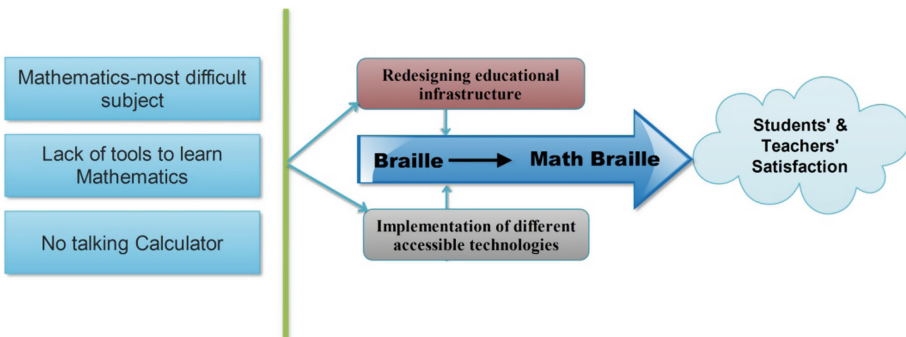 Mathematics-most difficult
subject
Lack of tools to learn
Mathematics
No talking Calculator
Redesigning educational
infrastructure
Braille
Math Braille
Implementation of different
accessible technologies
Students' &
Teachers'
Satisfaction